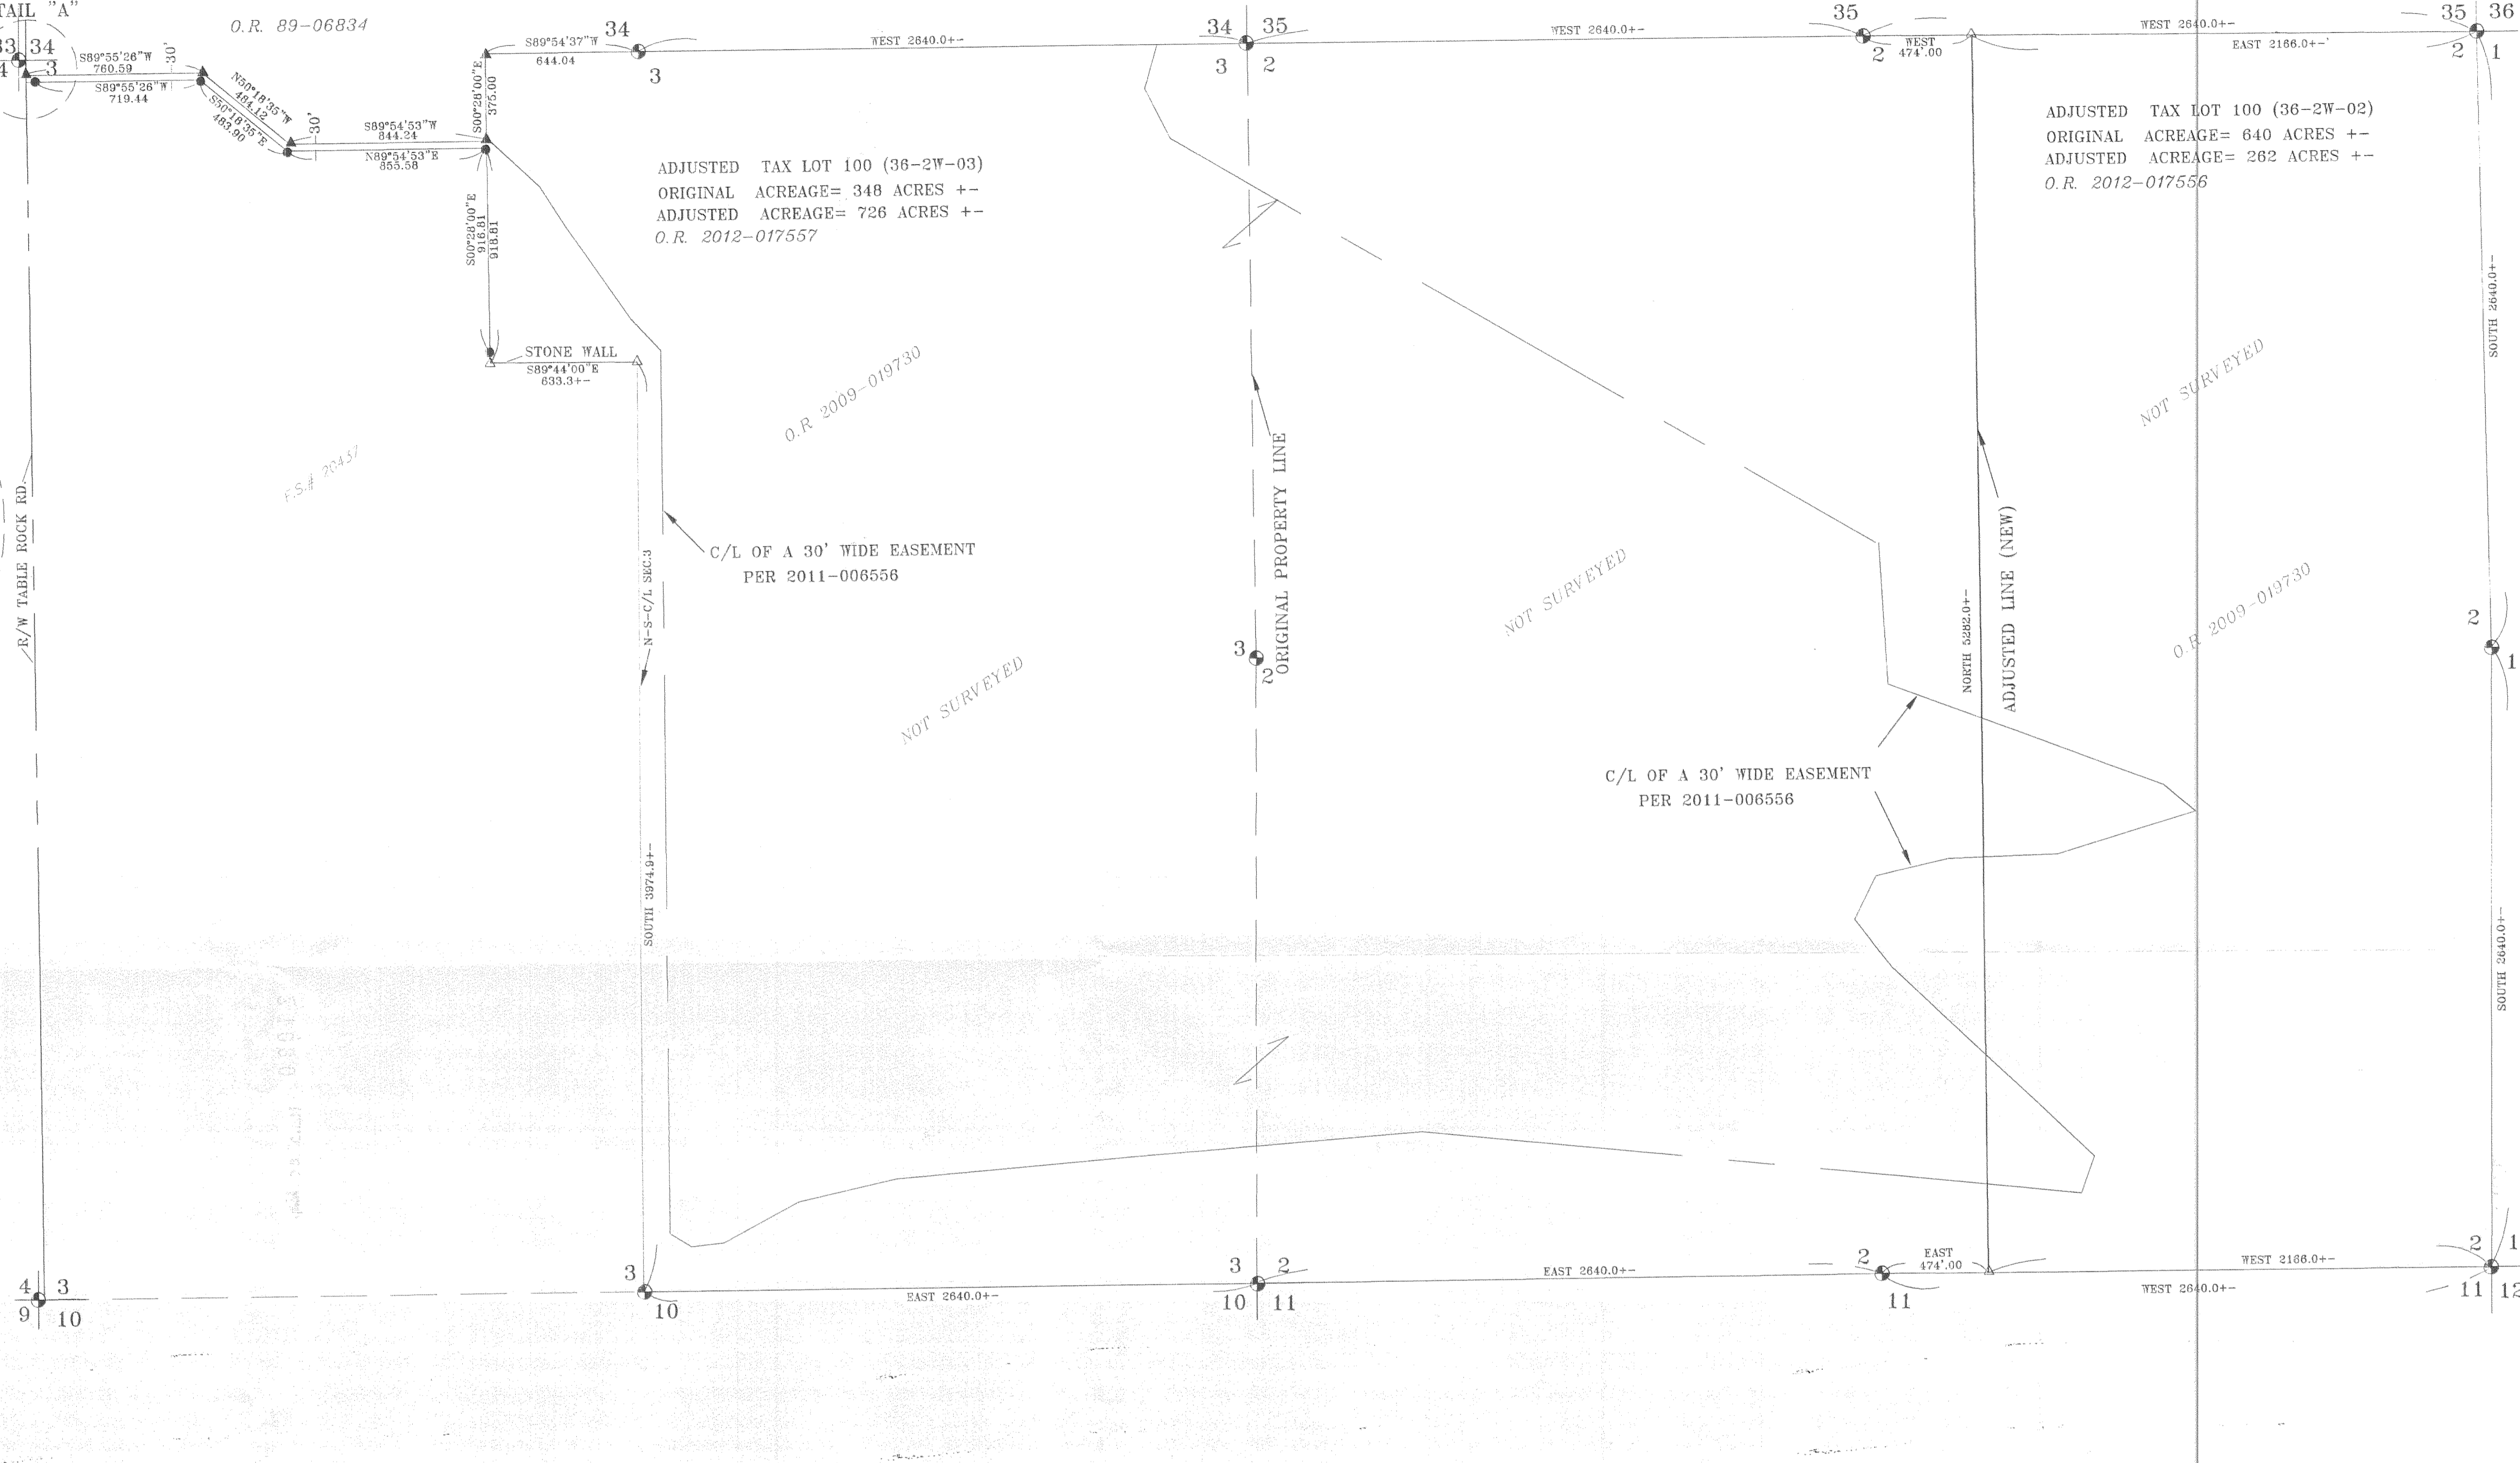 TAIL "A"
O.R. 89-06834
33 34
4 3
S89°55'26"W
760.59
30'
S89°55'26"W
719.44
N50°18'35"W
484.12
S50°18'35"E
483.90
30'
S89°54'53"W
844.24
N89°54'53"E
855.58
S89°54'37"W
644.04
34
3
S00°28'00"E
375.00
S00°28'00"E
916.81
918.81
WEST 2640.0+-
34 35
3 2
WEST 2640.0+-
35
2
WEST
474'.00
WEST 2640.0+-
EAST 2166.0+-'
35 36
2 1
ADJUSTED TAX LOT 100 (36-2W-03)
ORIGINAL ACREAGE= 348 ACRES +-
ADJUSTED ACREAGE= 726 ACRES +-
O.R. 2012-017557
ADJUSTED TAX LOT 100 (36-2W-02)
ORIGINAL ACREAGE= 640 ACRES +-
ADJUSTED ACREAGE= 262 ACRES +-
O.R. 2012-017556
STONE WALL
S89°44'00"E
633.3+-
O.R 2009-019730
F.S.# 20437
R/W TABLE ROCK RD.
N-S-C/L SEC.3
C/L OF A 30' WIDE EASEMENT
PER 2011-006556
NOT SURVEYED
SOUTH 3974.9+-
ORIGINAL PROPERTY LINE
3
2
NOT SURVEYED
NORTH 5282.0+-
ADJUSTED LINE (NEW)
NOT SURVEYED
O.R 2009-019730
SOUTH 2640.0+-
2
1
C/L OF A 30' WIDE EASEMENT
PER 2011-006556
SOUTH 2640.0+-
4 3
9 10
3
10
EAST 2640.0+-
3 2
10 11
EAST 2640.0+-
2
11
EAST
474'.00
WEST 2166.0+-
WEST 2640.0+-
2 1
11 12